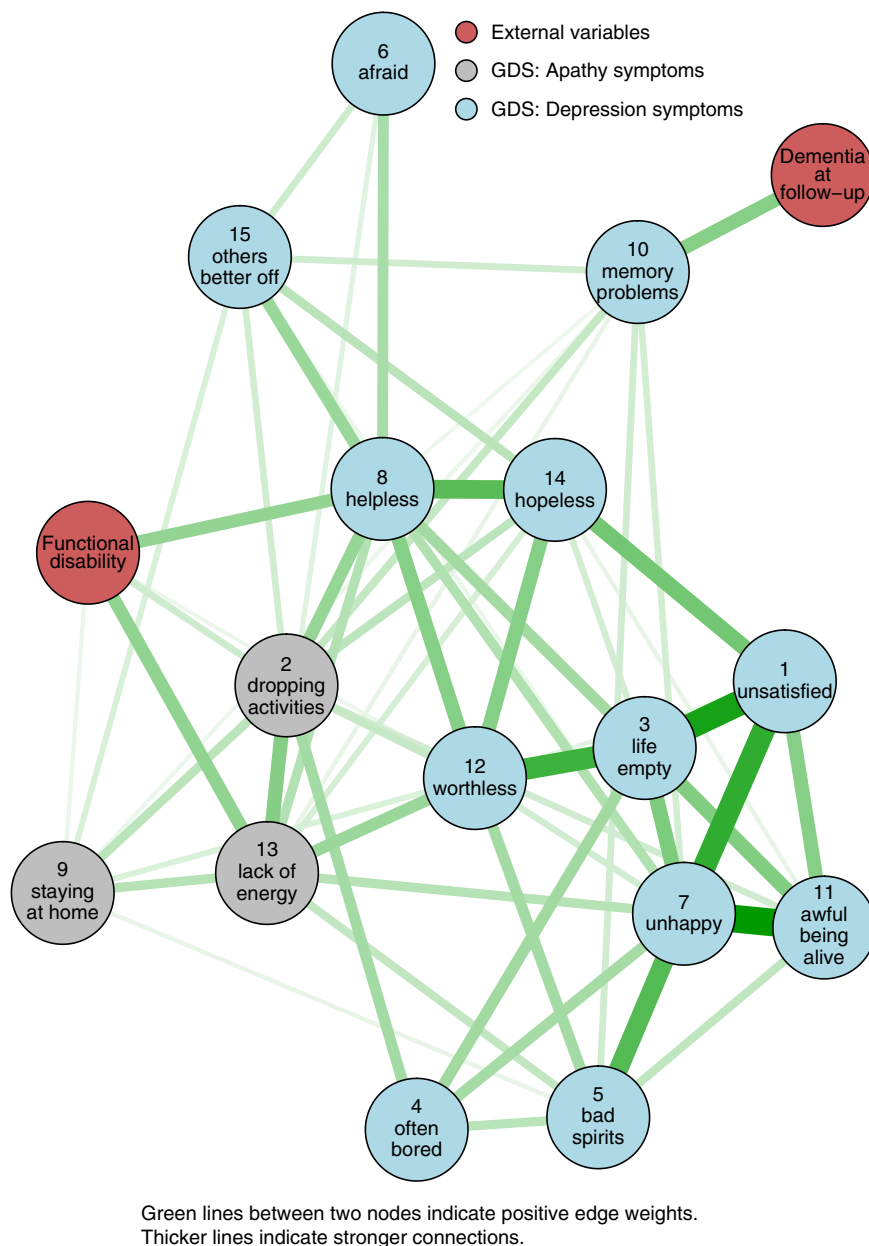 External variables
GDS: Apathy symptoms
GDS: Depression symptoms
6
afraid
Dementia
at
follow−up
15
others
better off
10
memory
problems
8
helpless
14
hopeless
Functional
disability
2
dropping
activities
1
unsatisfied
3
life
empty
12
worthless
13
lack of
energy
9
staying
at home
7
unhappy
11
awful
being
alive
4
often
bored
5
bad
spirits
Green lines between two nodes indicate positive edge weights.
Thicker lines indicate stronger connections.